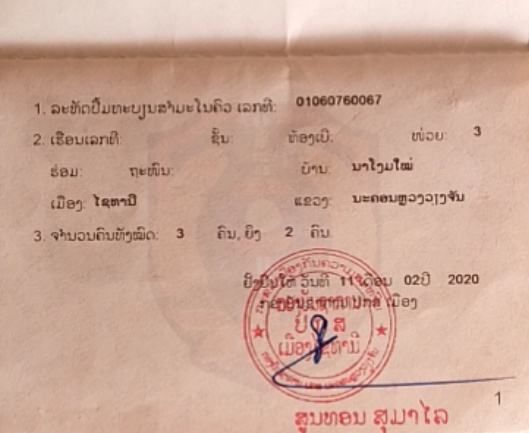 1. ລະຫັດປຶ້ມທະບຽນສຳມະໂນຄົວ ເລກທີ: 01060760067
2. ເຮືອນເລກທີ: ຊັ້ນ: ຫ້ອງເບີ: ໜ່ວຍ: 3
ຮ່ອມ: ຖະໜົນ: ບ້ານ: ນາໂງມໃໝ່
ເມືອງ: ໄຊທານີ ແຂວງ: ນະຄອນຫຼວງວຽງຈັນ
3. ຈຳນວນຄົນທັງໝົດ: 3 ຄົນ, ຍິງ 2 ຄົນ
ຢັ້ງຢືນໃຫ້ ວັນທີ 11 ເດືອນ 02ປີ 2020
ເມືອງ
ເມືອງໄຊທານີ
ສູນທອນ ສຸມາໄລ
1